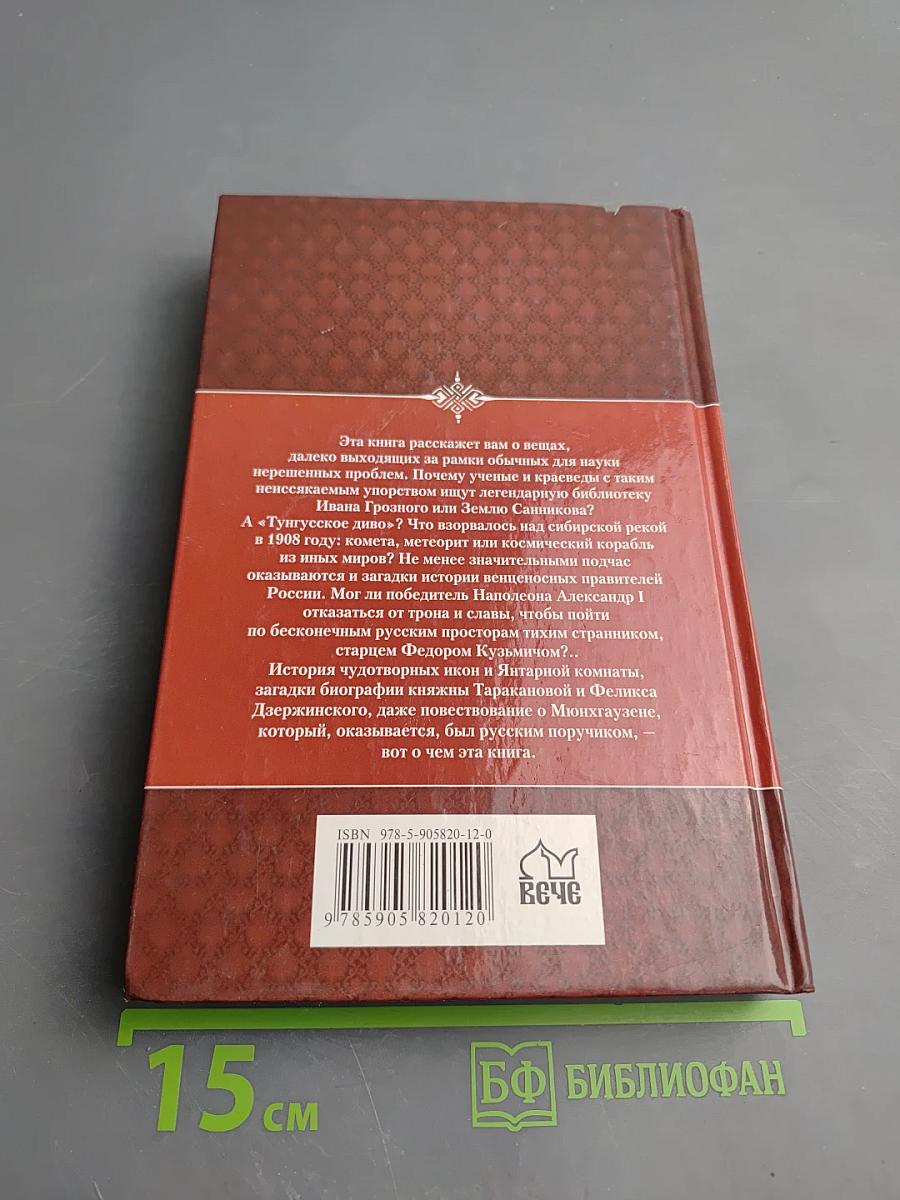 Эта книга расскажет вам о вещах,
далеко выходящих за рамки обычных для науки
нерешенных проблем. Почему ученые и краеведы с таким
неиссякаемым упорством ищут легендарную библиотеку
Ивана Грозного или Землю Санникова?
А «Тунгусское диво»? Что взорвалось над сибирской рекой
в 1908 году: комета, метеорит или космический корабль
из иных миров? Не менее значительными подчас
оказываются и загадки истории венценосных правителей
России. Мог ли победитель Наполеона Александр I
отказаться от трона и славы, чтобы пойти
по бесконечным русским просторам тихим странником,
старцем Федором Кузьмичом?..
История чудотворных икон и Янтарной комнаты,
загадки биографии княжны Таракановой и Феликса
Дзержинского, даже повествование о Мюнхгаузене,
который, оказывается, был русским поручиком, —
вот о чем эта книга.
ISBN 978-5-905820-12-0
9 785905 820120
ВЕЧЕ
15 см
БФ БИБЛИОФАН